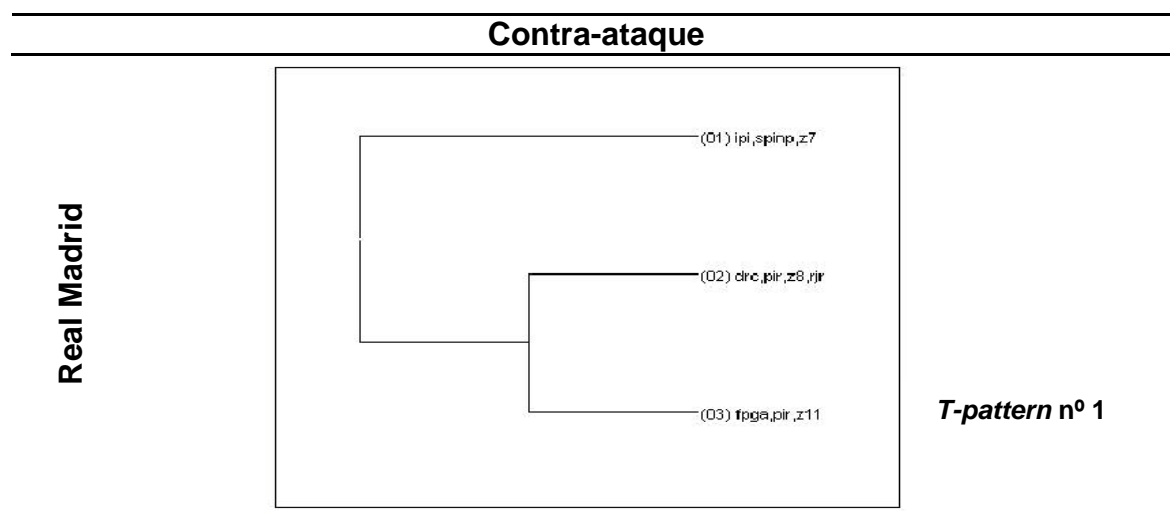 Contra-ataque
Real Madrid
(01) ipi,spinp,z7
(02) drc,pir,z8,rjr
(03) fpga,pir,z11
T-pattern nº 1